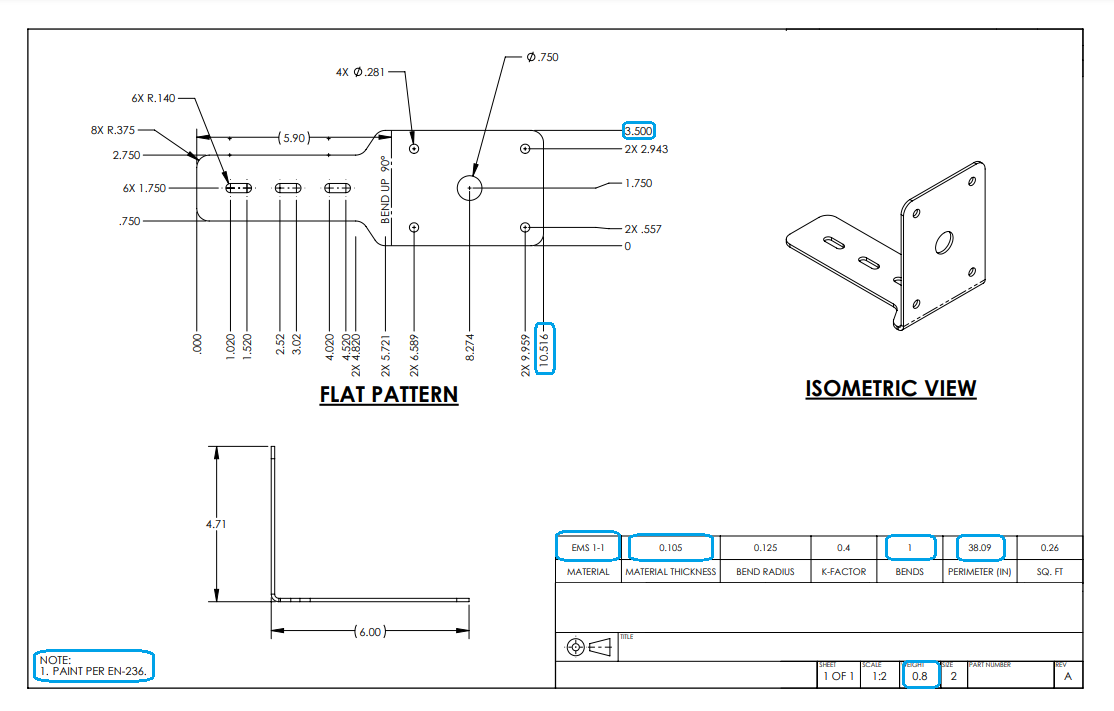 Ø.750
4X Ø.281
6X R.140
8X R.375
(5.90)
3.500
2.750
2X 2.943
BEND UP 90°
6X 1.750
1.750
.750
2X .557
0
.000
1.020
1.520
2.52
3.02
4.020
4.520
2X 4.820
2X 5.721
2X 6.589
8.274
2X 9.959
10.516
FLAT PATTERN
ISOMETRIC VIEW
4.71
(6.00)
EMS 1-1 0.105 0.125 0.4 1 38.09 0.26
MATERIAL MATERIAL THICKNESS BEND RADIUS K-FACTOR BENDS PERIMETER (IN) SQ. FT
TITLE
NOTE:
1. PAINT PER EN-236.
SHEET SCALE SIZE PART NUMBER REV
1 OF 1 1:2 0.8 2 A